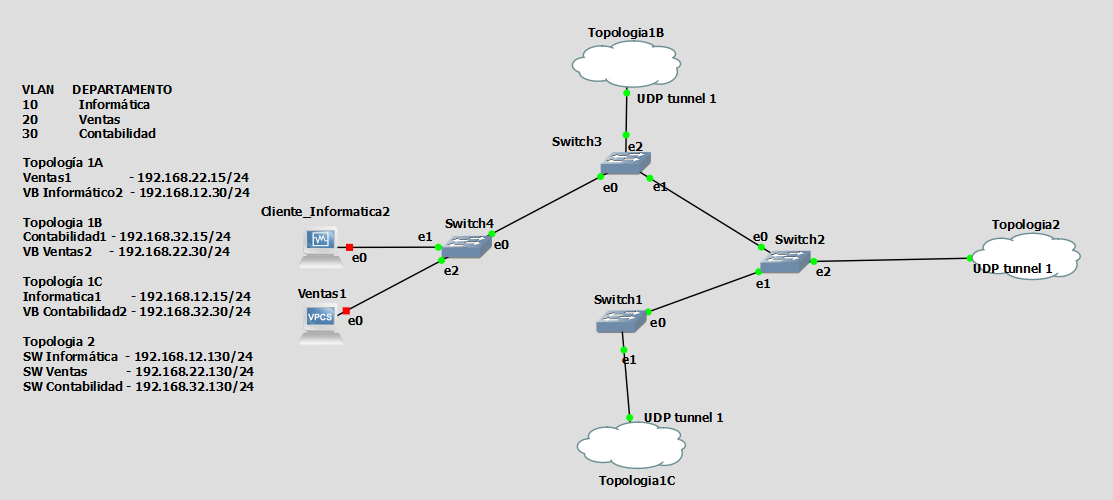 VLAN DEPARTAMENTO
10 Informática
20 Ventas
30 Contabilidad
Topología 1A
Ventas1 - 192.168.22.15/24
VB Informático2 - 192.168.12.30/24
Topologia 1B
Contabilidad1 - 192.168.32.15/24
VB Ventas2 - 192.168.22.30/24
Topología 1C
Informatica1 - 192.168.12.15/24
VB Contabilidad2 - 192.168.32.30/24
Topologia 2
SW Informática - 192.168.12.130/24
SW Ventas - 192.168.22.130/24
SW Contabilidad - 192.168.32.130/24
Topologia1B
UDP tunnel 1
Switch3
e2
e0
e1
Cliente_Informatica2
e0
Switch4
e1
e0
e2
Ventas1
VPCS
e0
Switch2
e0
e1
e2
Topologia2
UDP tunnel 1
Switch1
e0
e1
UDP tunnel 1
Topologia1C